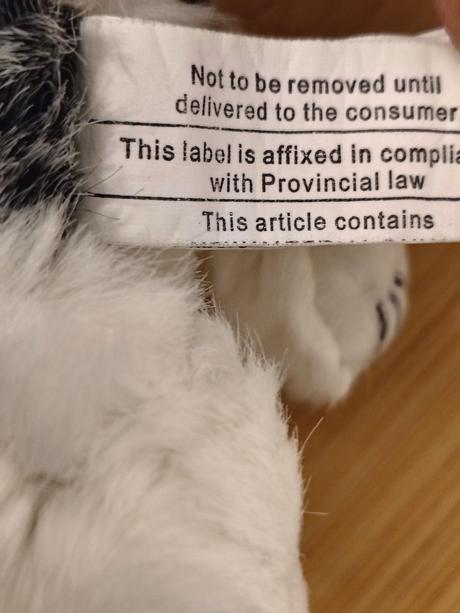 Not to be removed until
delivered to the consumer
This label is affixed in complia
with Provincial law
This article contains